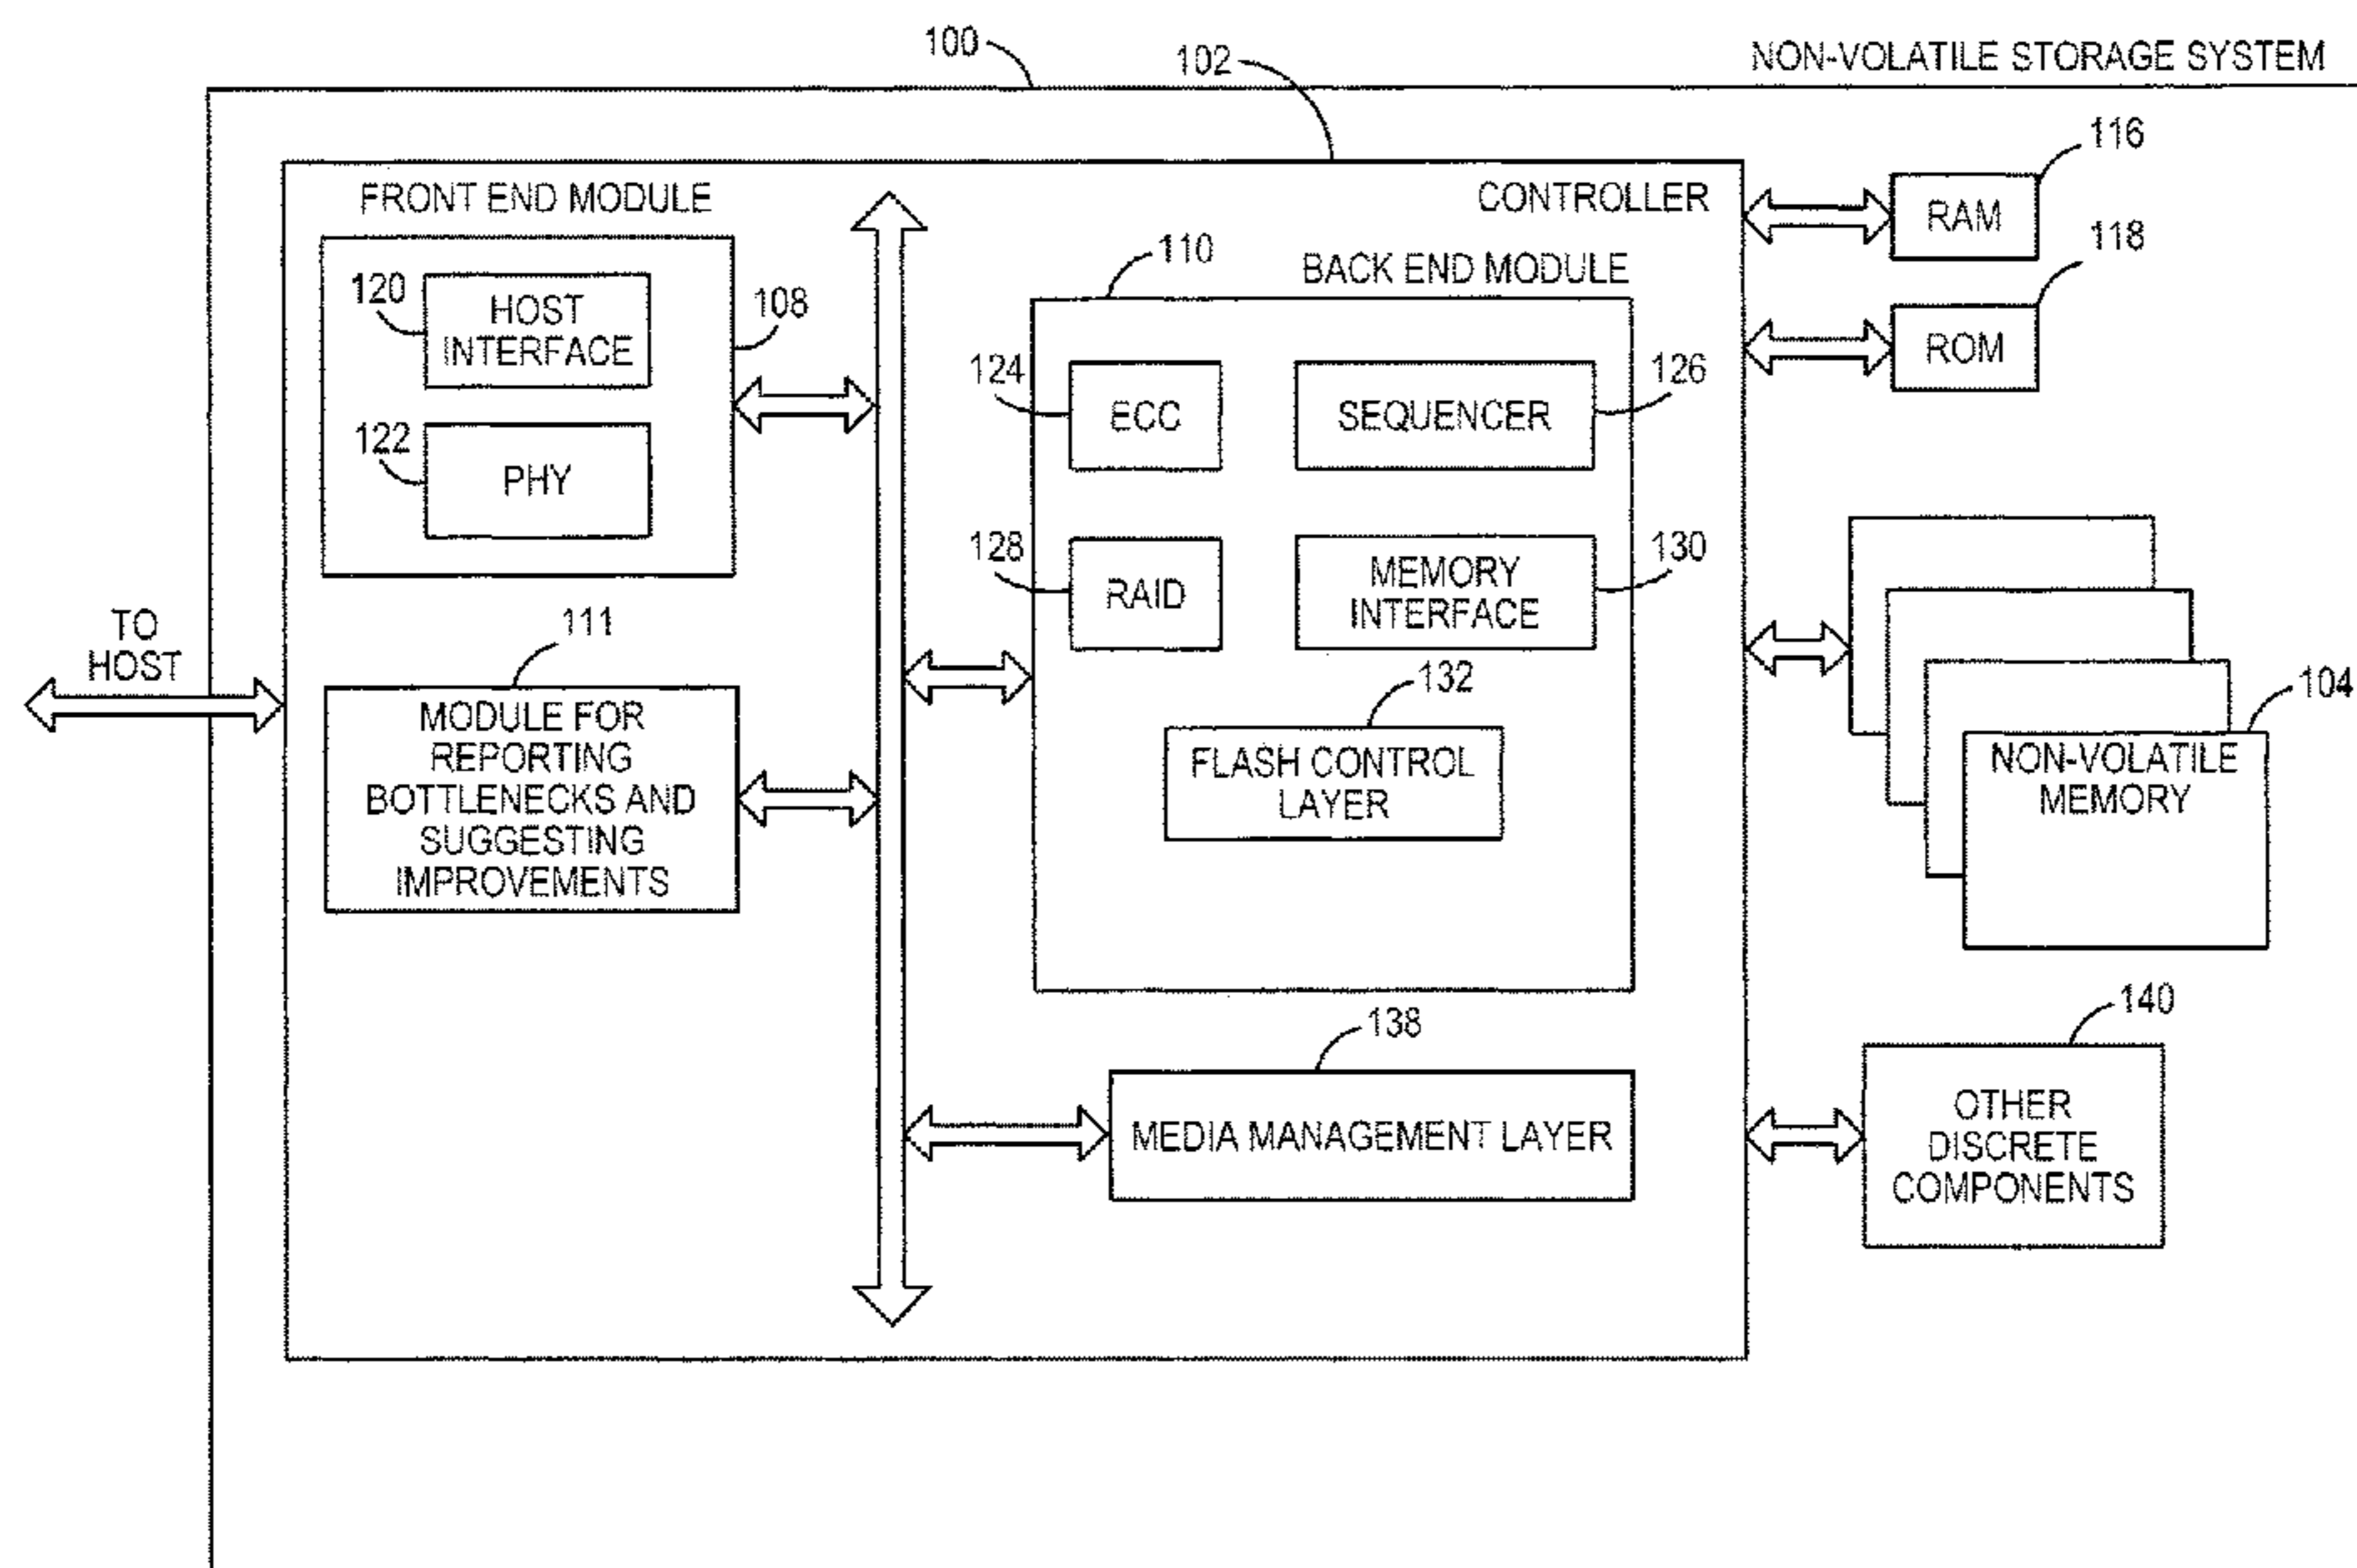 100
102
NON-VOLATILE STORAGE SYSTEM
116
FRONT END MODULE
CONTROLLER
RAM
118
110
BACK END MODULE
120
HOST
INTERFACE
108
ROM
124
ECC
SEQUENCER
126
122
PHY
128
RAID
MEMORY
INTERFACE
130
TO
HOST
111
132
104
MODULE FOR
REPORTING
BOTTLENECKS AND
SUGGESTING
IMPROVEMENTS
FLASH CONTROL
LAYER
NON-VOLATILE
MEMORY
138
140
MEDIA MANAGEMENT LAYER
OTHER
DISCRETE
COMPONENTS